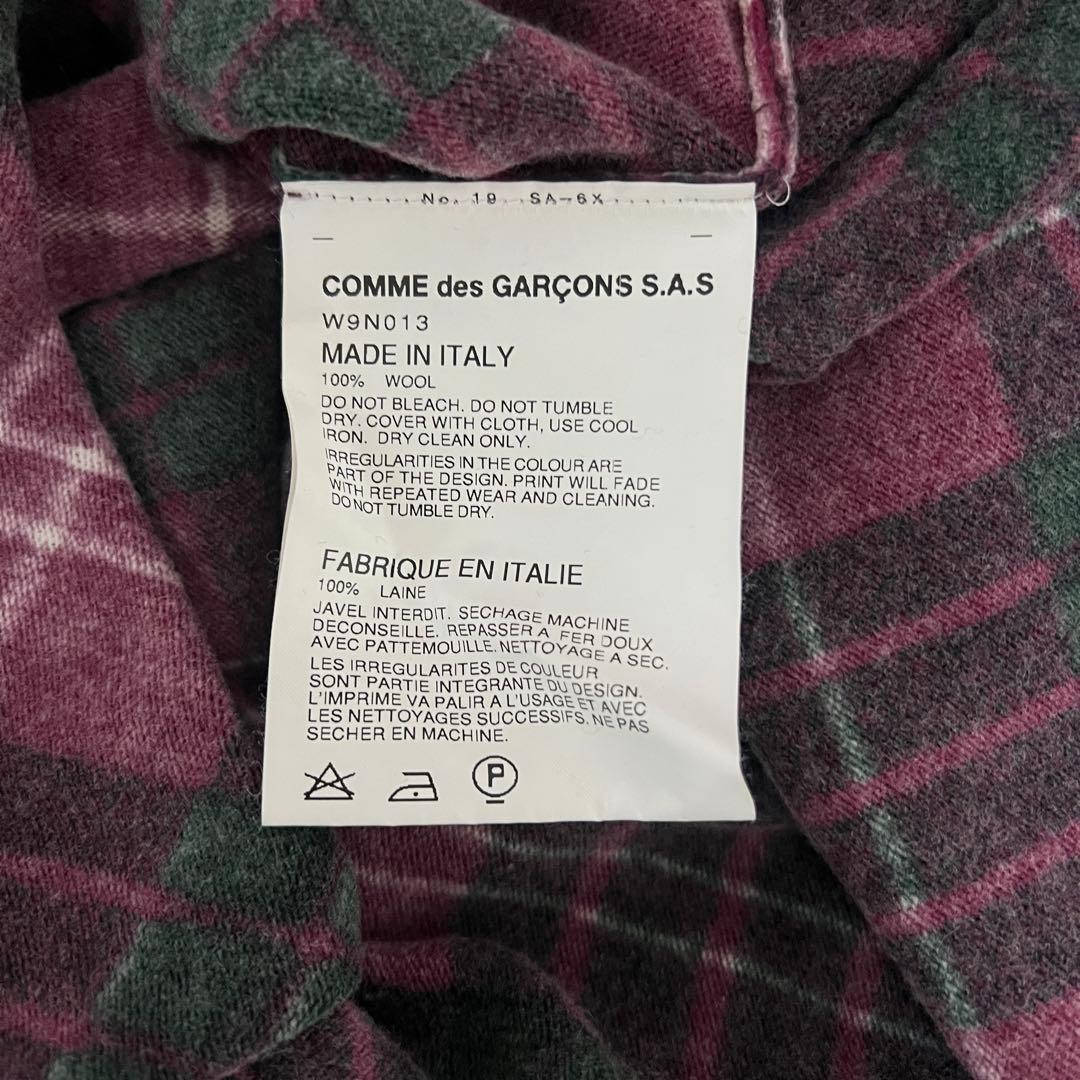 No. 19 SA-6X
COMME des GARÇONS S.A.S
W9N013
MADE IN ITALY
100% WOOL
DO NOT BLEACH. DO NOT TUMBLE
DRY. COVER WITH CLOTH, USE COOL
IRON. DRY CLEAN ONLY.
IRREGULARITIES IN THE COLOUR ARE
PART OF THE DESIGN. PRINT WILL FADE
WITH REPEATED WEAR AND CLEANING.
DO NOT TUMBLE DRY.
FABRIQUE EN ITALIE
100% LAINE
JAVEL INTERDIT. SECHAGE MACHINE
DECONSEILLE. REPASSER A FER DOUX
AVEC PATTEMOUILLE. NETTOYAGE A SEC.
LES IRREGULARITES DE COULEUR
SONT PARTIE INTEGRANTE DU DESIGN.
L'IMPRIME VA PALIR A L'USAGE ET AVEC
LES NETTOYAGES SUCCESSIFS. NE PAS
SECHER EN MACHINE.
P